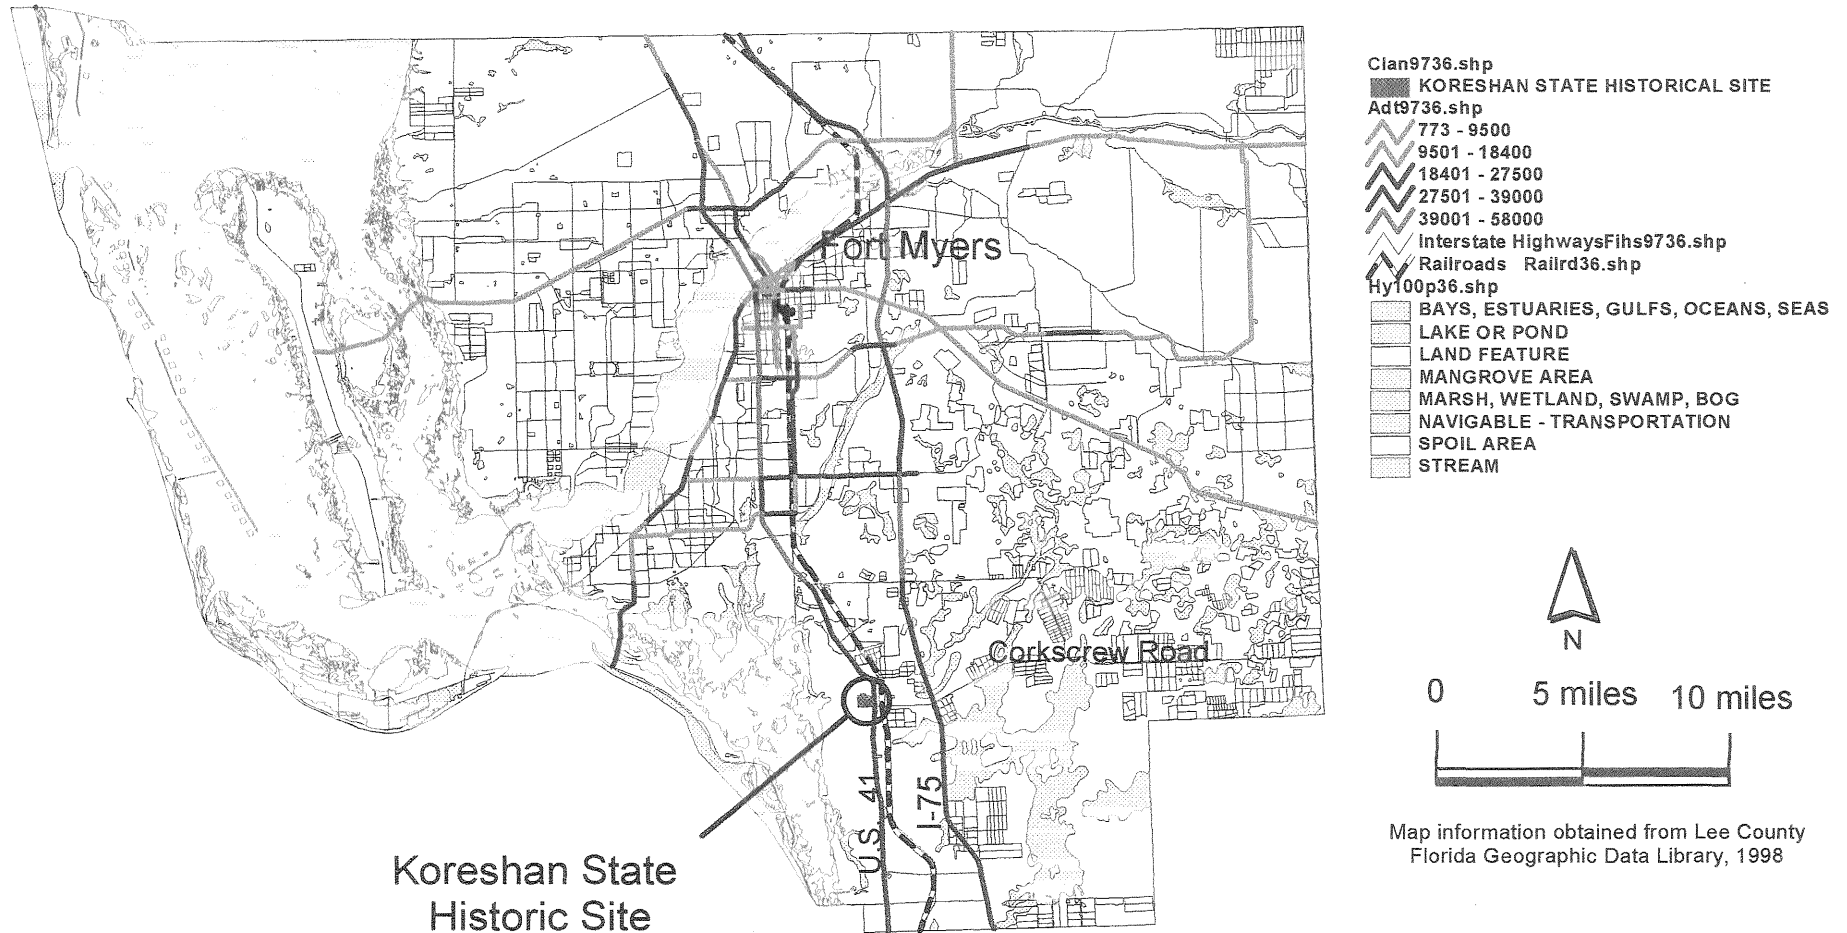 Clan9736.shp
KORESHAN STATE HISTORICAL SITE
Adt9736.shp
773 - 9500
9501 - 18400
18401 - 27500
27501 - 39000
39001 - 58000
Interstate HighwaysFihs9736.shp
Railroads Railrd36.shp
Hy100p36.shp
BAYS, ESTUARIES, GULFS, OCEANS, SEAS
LAKE OR POND
LAND FEATURE
MANGROVE AREA
MARSH, WETLAND, SWAMP, BOG
NAVIGABLE - TRANSPORTATION
SPOIL AREA
STREAM
Fort Myers
Corkscrew Road
N
0 5 miles 10 miles
U.S. 41
I-75
Map information obtained from Lee County
Florida Geographic Data Library, 1998
Koreshan State
Historic Site